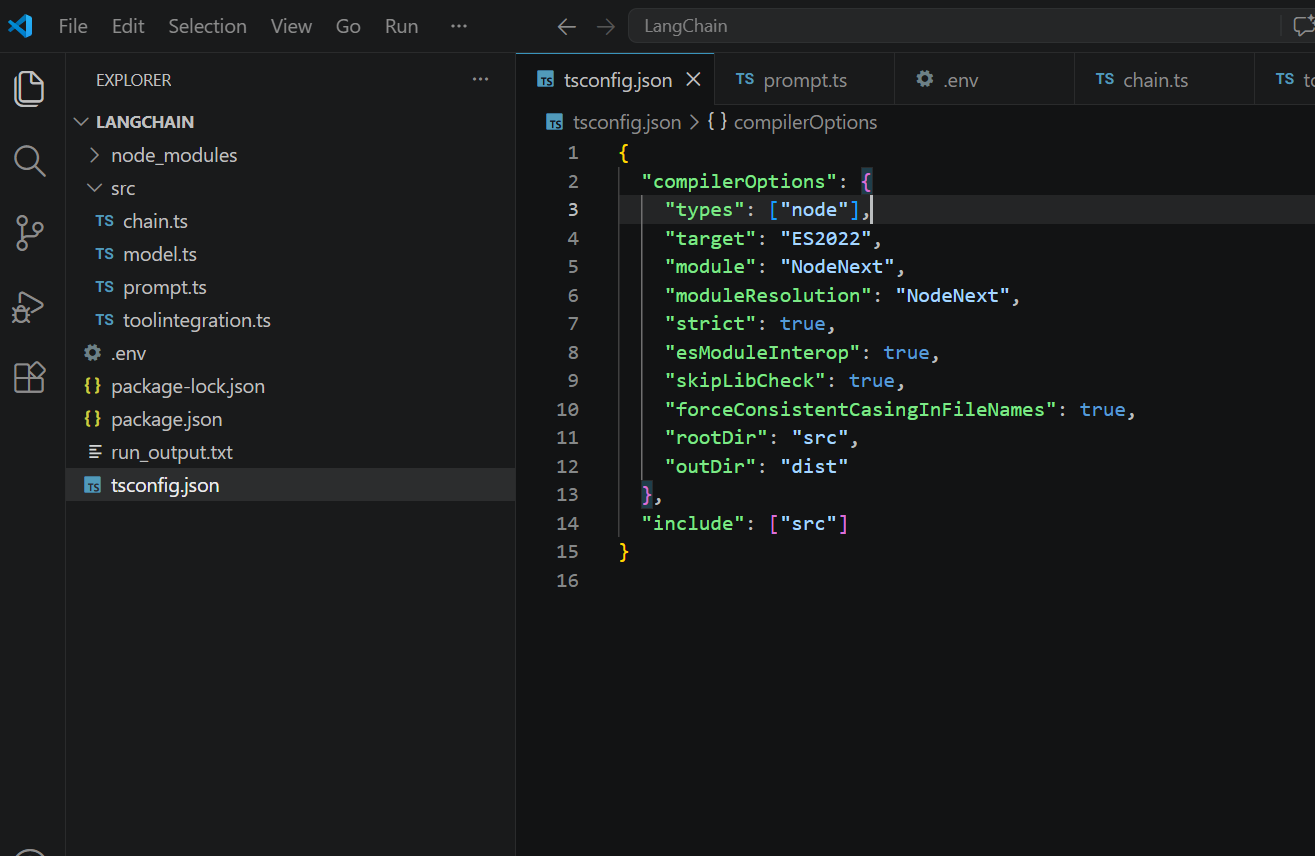 File Edit Selection View Go Run ··· LangChain
EXPLORER ···
LANGCHAIN
node_modules
src
TS chain.ts
TS model.ts
TS prompt.ts
TS toolintegration.ts
.env
{} package-lock.json
{} package.json
run_output.txt
TS tsconfig.json
TS tsconfig.json TS prompt.ts .env TS chain.ts TS to
TS tsconfig.json > {} compilerOptions
1 {
2 "compilerOptions": {
3 "types": ["node"],
4 "target": "ES2022",
5 "module": "NodeNext",
6 "moduleResolution": "NodeNext",
7 "strict": true,
8 "esModuleInterop": true,
9 "skipLibCheck": true,
10 "forceConsistentCasingInFileNames": true,
11 "rootDir": "src",
12 "outDir": "dist"
13 },
14 "include": ["src"]
15 }
16